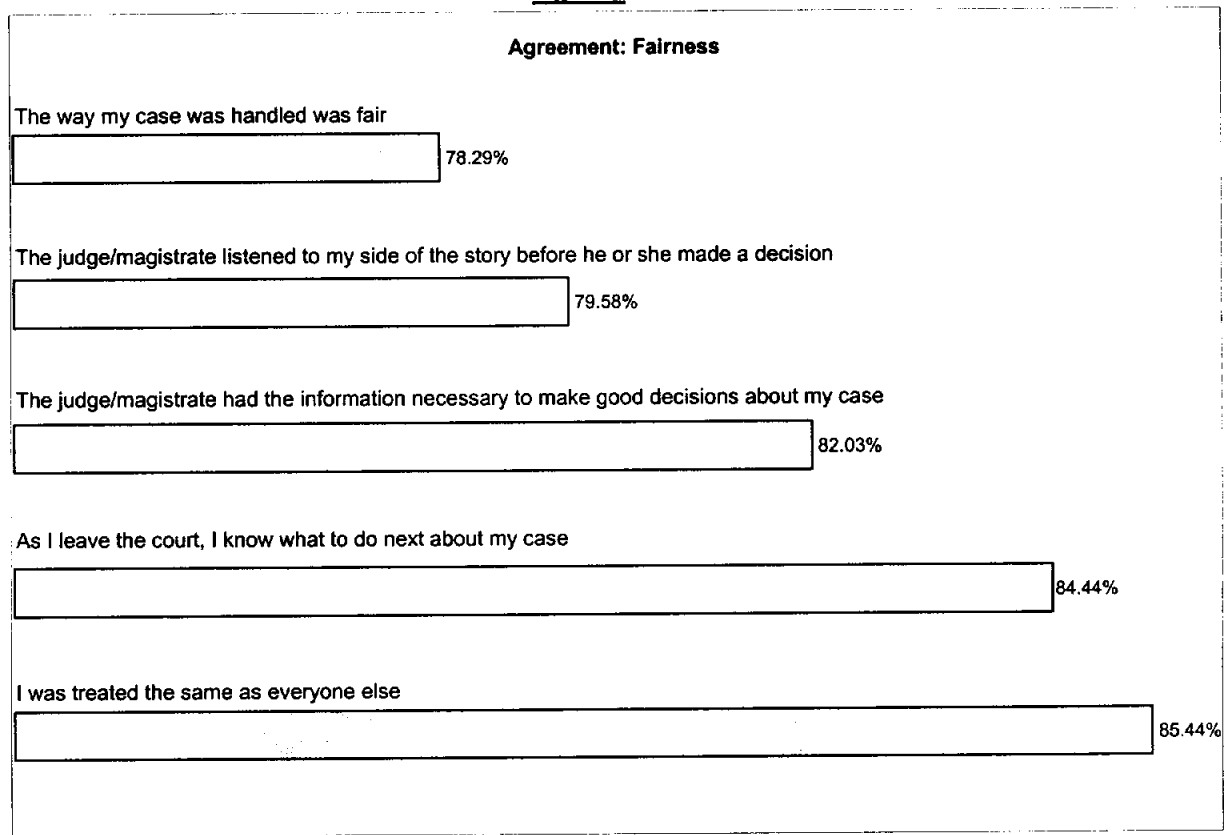 Agreement: Fairness
The way my case was handled was fair
78.29%
The judge/magistrate listened to my side of the story before he or she made a decision
79.58%
The judge/magistrate had the information necessary to make good decisions about my case
82.03%
As I leave the court, I know what to do next about my case
84.44%
I was treated the same as everyone else
85.44%